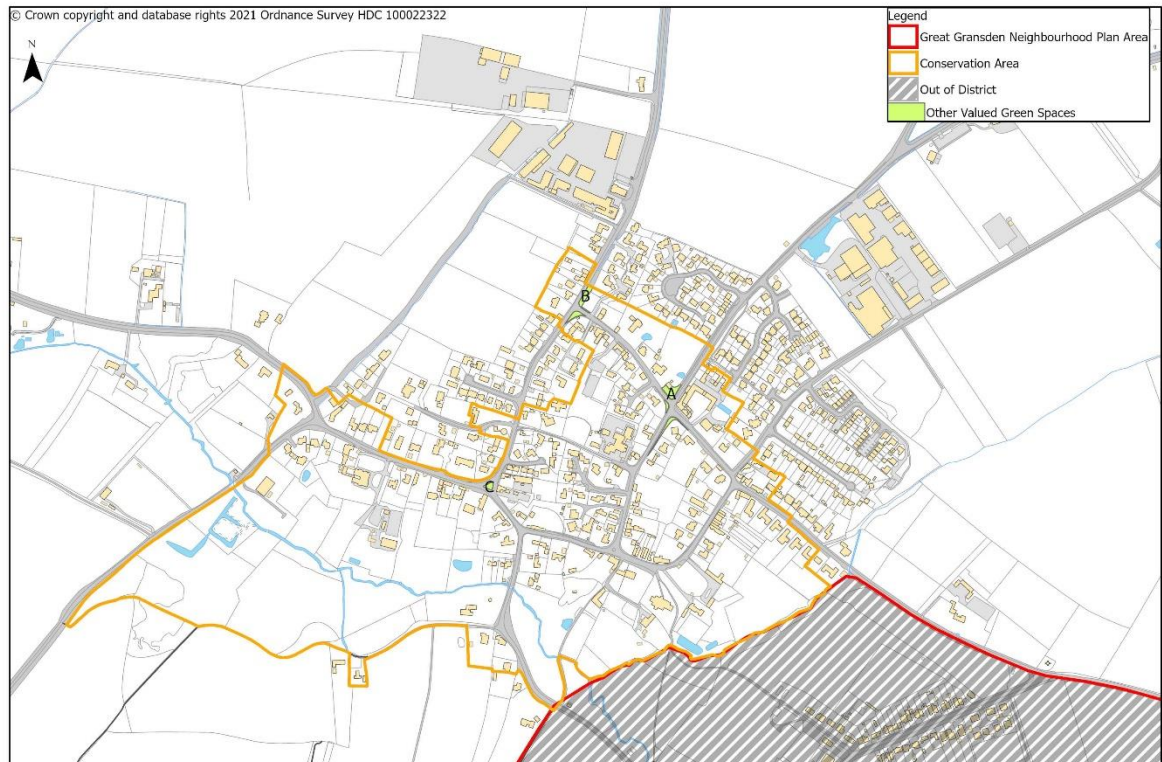 © Crown copyright and database rights 2021 Ordnance Survey HDC 100022322
N
Legend
Great Gransden Neighbourhood Plan Area
Conservation Area
Out of District
Other Valued Green Spaces
B
A
C